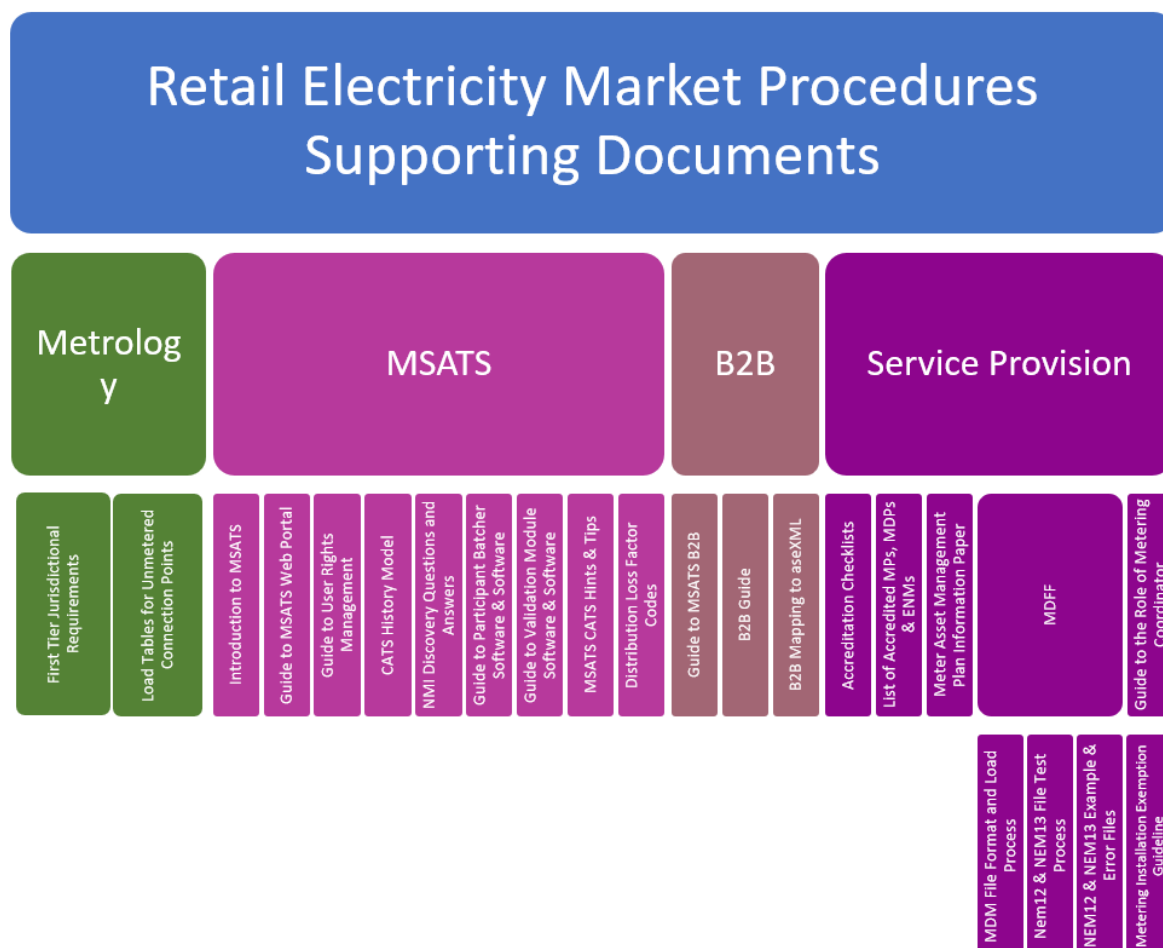 Retail Electricity Market Procedures
Supporting Documents
Metrolog
y
MSATS
B2B
Service Provision
First Tier Jurisdictional
Requirements
Load Tables for Unmetered
Connection Points
Introduction to MSATS
Guide to MSATS Web Portal
Guide to User Rights
Management
CATS History Model
NMI Discovery Questions and
Answers
Guide to Participant Batcher
Software & Software
Guide to Validation Module
Software & Software
MSATS CATS Hints & Tips
Distribution Loss Factor
Codes
Guide to MSATS B2B
B2B Guide
B2B Mapping to aseXML
Accreditation Checklists
List of Accredited MPs, MDPs
& ENMs
Meter Asset Management
Plan Information Paper
MDFF
Guide to the Role of Metering
Coordinator
MDM File Format and Load
Process
Nem12 & NEM13 File Test
Process
NEM12 & NEM13 Example &
Error Files
Metering Installation Exemption
Guideline